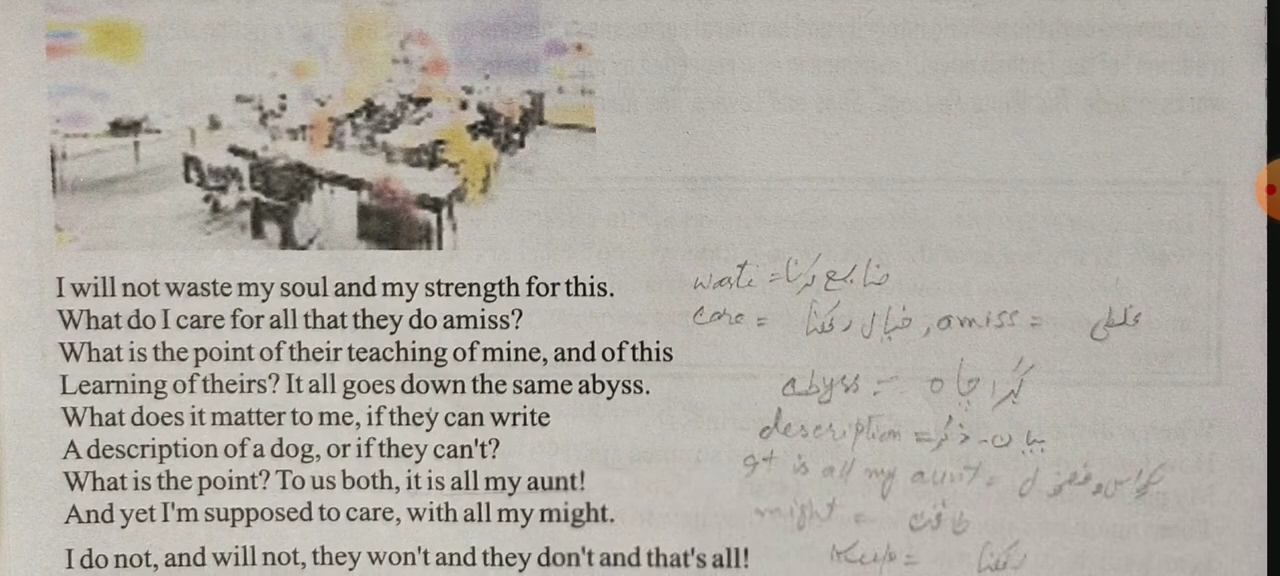 I will not waste my soul and my strength for this.
waste = ضایع کرنا
What do I care for all that they do amiss?
care = خیال رکھنا, amiss = غلطی
What is the point of their teaching of mine, and of this
Learning of theirs? It all goes down the same abyss.
abyss = گہرا چاہ
What does it matter to me, if they can write
A description of a dog, or if they can't?
description = بیان - ذکر
What is the point? To us both, it is all my aunt!
It is all my aunt =
And yet I'm supposed to care, with all my might.
might = طاقت
I do not, and will not, they won't and they don't and that's all!
Keep = رکھنا